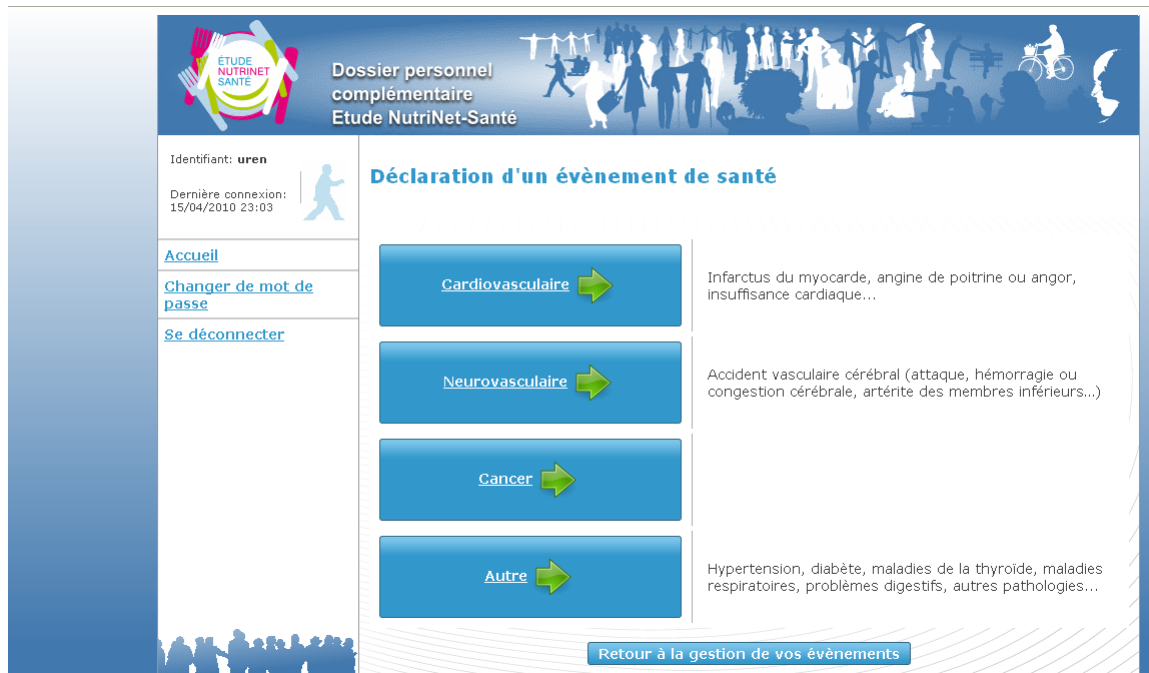 ÉTUDE
NUTRINET
SANTÉ
Dossier personnel
complémentaire
Etude NutriNet-Santé
Identifiant: uren
Dernière connexion:
15/04/2010 23:03
Accueil
Changer de mot de
passe
Se déconnecter
Déclaration d'un évènement de santé
Cardiovasculaire
Infarctus du myocarde, angine de poitrine ou angor,
insuffisance cardiaque...
Neurovasculaire
Accident vasculaire cérébral (attaque, hémorragie ou
congestion cérébrale, artérite des membres inférieurs...)
Cancer
Autre
Hypertension, diabète, maladies de la thyroïde, maladies
respiratoires, problèmes digestifs, autres pathologies...
Retour à la gestion de vos évènements